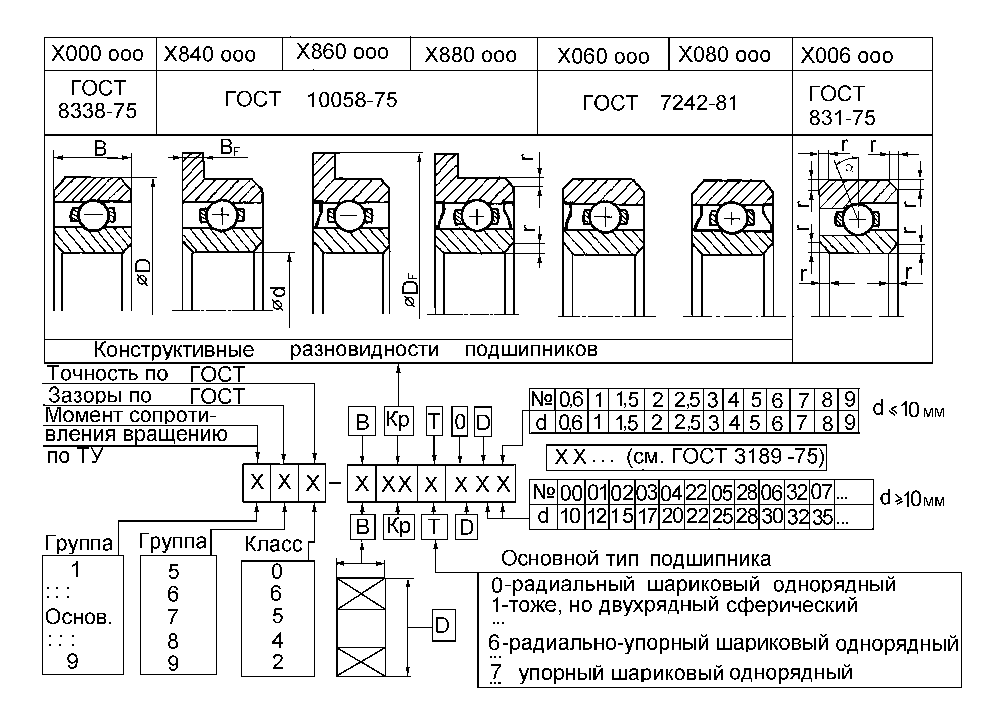 X000 ooo X840 ooo X860 ooo X880 ooo X060 ooo X080 ooo X006 ooo
ГОСТ 8338-75
ГОСТ 10058-75
ГОСТ 7242-81
ГОСТ 831-75
B
BF
r
r
r
α
r
r
r
r
r
r
r
øD
ød
øDF
Конструктивные разновидности подшипников
Точность по ГОСТ
Зазоры по ГОСТ
Момент сопроти-
вления вращению
по ТУ
B Кр Т 0 D
№ 0,6 1 1,5 2 2,5 3 4 5 6 7 8 9
d 0,6 1 1,5 2 2,5 3 4 5 6 7 8 9
d ⩽ 10 мм
X X ... (см. ГОСТ 3189 -75)
X X X – X XX X X X X
№ 00 01 02 03 04 22 05 28 06 32 07 ...
d 10 12 15 17 20 22 25 28 30 32 35 ...
d ⩾ 10 мм
B Кр Т D
Группа
1
: : :
Основ.
: : :
9
Группа
5
6
7
8
9
Класс
0
6
5
4
2
D
Основной тип подшипника
0-радиальный шариковый однорядный
1-тоже, но двухрядный сферический
...
6-радиально-упорный шариковый однорядный
...
7 упорный шариковый однорядный
...